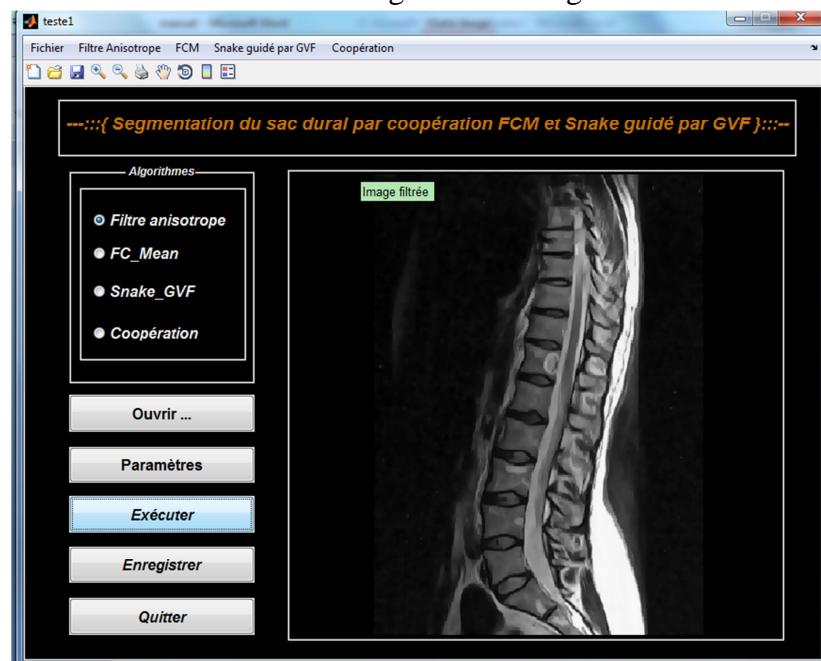 teste1
Fichier Filtre Anisotrope FCM Snake guidé par GVF Coopération
---:::{ Segmentation du sac dural par coopération FCM et Snake guidé par GVF }:::--
Algorithmes
Filtre anisotrope
FC_Mean
Snake_GVF
Coopération
Ouvrir ...
Paramètres
Exécuter
Enregistrer
Quitter
Image filtrée